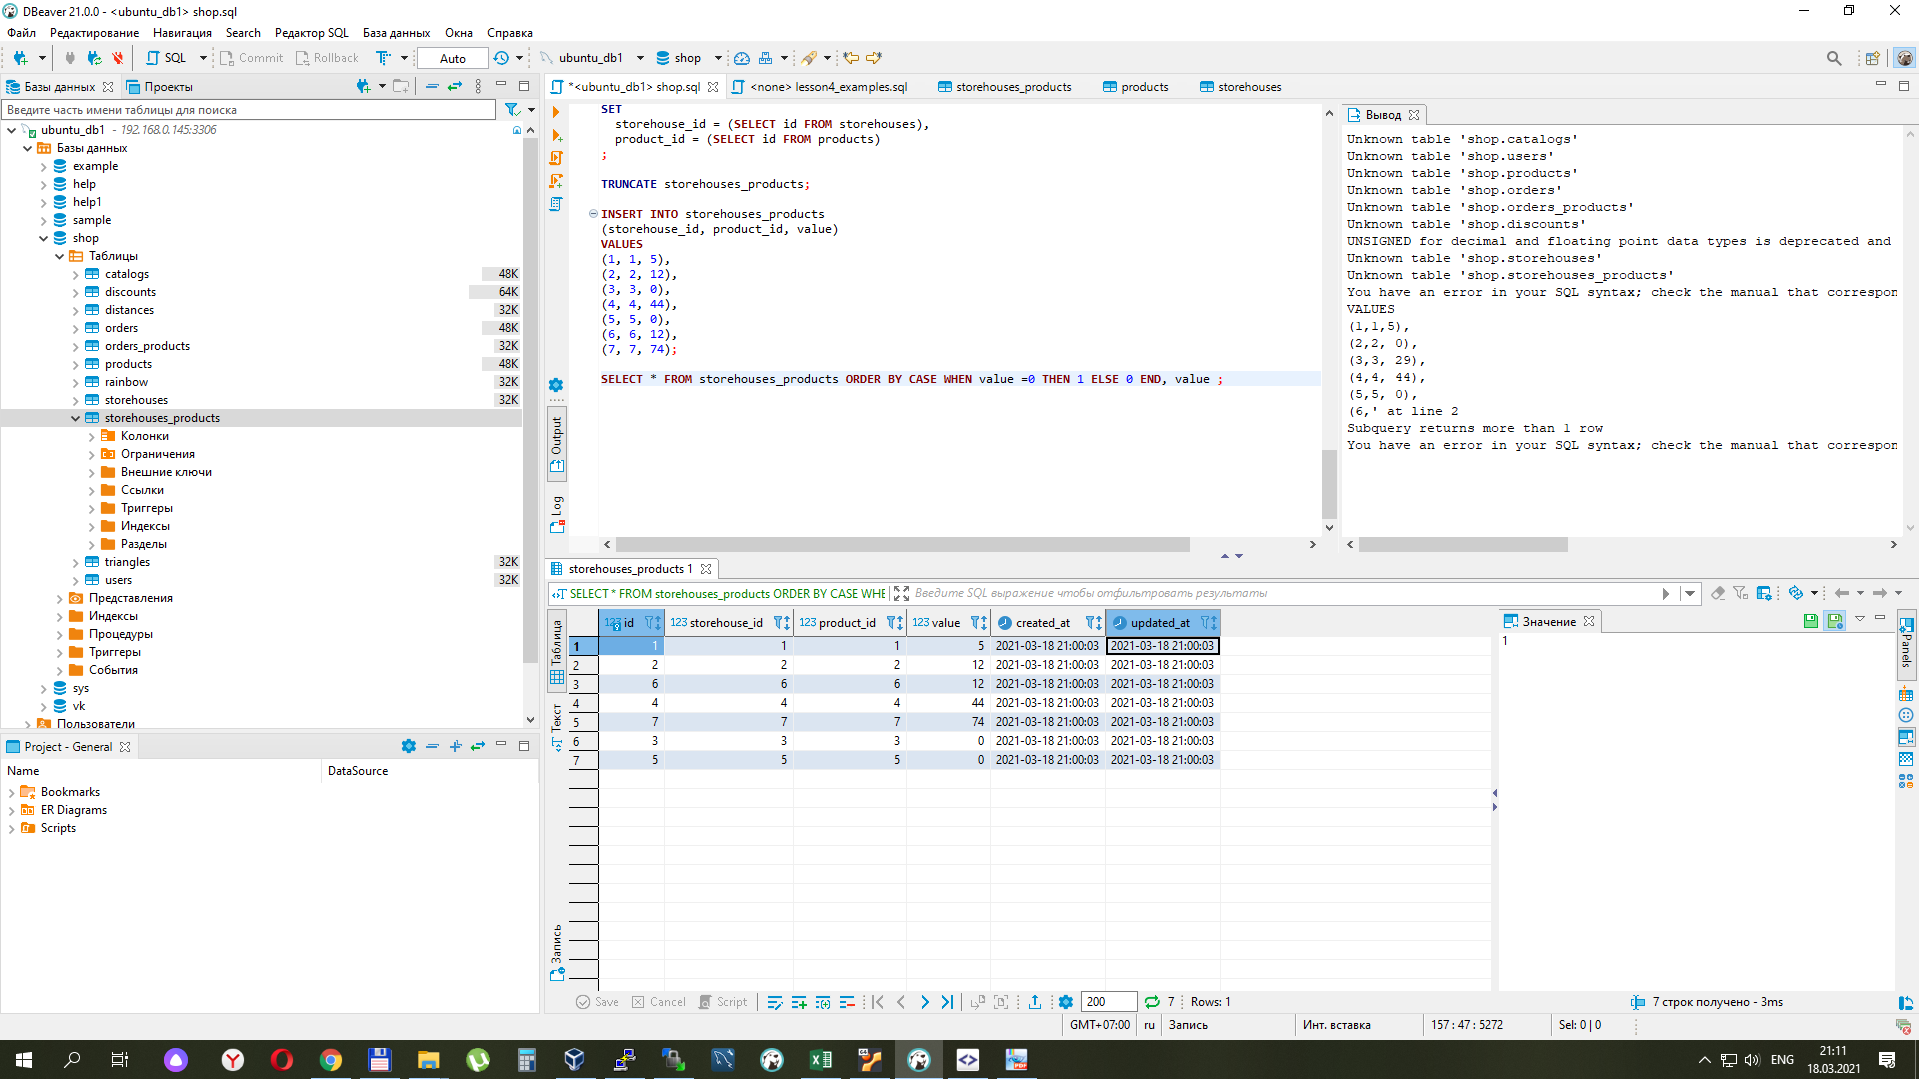 DBeaver 21.0.0 - <ubuntu_db1> shop.sql
Файл Редактирование Навигация Search Редактор SQL База данных Окна Справка
SQL Commit Rollback Auto ubuntu_db1 shop
Базы данных Проекты
Введите часть имени таблицы для поиска
ubuntu_db1 - 192.168.0.145:3306
Базы данных
example
help
help1
sample
shop
Таблицы
catalogs 48K
discounts 64K
distances 32K
orders 48K
orders_products 32K
products 48K
rainbow 32K
storehouses 32K
storehouses_products
Колонки
Ограничения
Внешние ключи
Ссылки
Триггеры
Индексы
Разделы
triangles 32K
users 32K
Представления
Индексы
Процедуры
Триггеры
События
sys
vk
Пользователи
Project - General
Name DataSource
Bookmarks
ER Diagrams
Scripts
*<ubuntu_db1> shop.sql <none> lesson4_examples.sql storehouses_products products storehouses
SET
storehouse_id = (SELECT id FROM storehouses),
product_id = (SELECT id FROM products)
;
TRUNCATE storehouses_products;
INSERT INTO storehouses_products
(storehouse_id, product_id, value)
VALUES
(1, 1, 5),
(2, 2, 12),
(3, 3, 0),
(4, 4, 44),
(5, 5, 0),
(6, 6, 12),
(7, 7, 74);
SELECT * FROM storehouses_products ORDER BY CASE WHEN value =0 THEN 1 ELSE 0 END, value ;
Output
Log
Вывод
Unknown table 'shop.catalogs'
Unknown table 'shop.users'
Unknown table 'shop.products'
Unknown table 'shop.orders'
Unknown table 'shop.orders_products'
Unknown table 'shop.discounts'
UNSIGNED for decimal and floating point data types is deprecated and
Unknown table 'shop.storehouses'
Unknown table 'shop.storehouses_products'
You have an error in your SQL syntax; check the manual that correspon
VALUES
(1,1,5),
(2,2, 0),
(3,3, 29),
(4,4, 44),
(5,5, 0),
(6,' at line 2
Subquery returns more than 1 row
You have an error in your SQL syntax; check the manual that correspon
storehouses_products 1
SELECT * FROM storehouses_products ORDER BY CASE WHE Введите SQL выражение чтобы отфильтровать результаты
Таблица
Текст
Запись
123 id 123 storehouse_id 123 product_id 123 value created_at updated_at
1 1 1 1 5 2021-03-18 21:00:03 2021-03-18 21:00:03
2 2 2 2 12 2021-03-18 21:00:03 2021-03-18 21:00:03
3 6 6 6 12 2021-03-18 21:00:03 2021-03-18 21:00:03
4 4 4 4 44 2021-03-18 21:00:03 2021-03-18 21:00:03
5 7 7 7 74 2021-03-18 21:00:03 2021-03-18 21:00:03
6 3 3 3 0 2021-03-18 21:00:03 2021-03-18 21:00:03
7 5 5 5 0 2021-03-18 21:00:03 2021-03-18 21:00:03
Значение
1
Panels
Save Cancel Script 200 7 Rows: 1 7 строк получено - 3ms
GMT+07:00 ru Запись Инт. вставка 157 : 47 : 5272 Sel: 0 | 0
ENG
21:11
18.03.2021